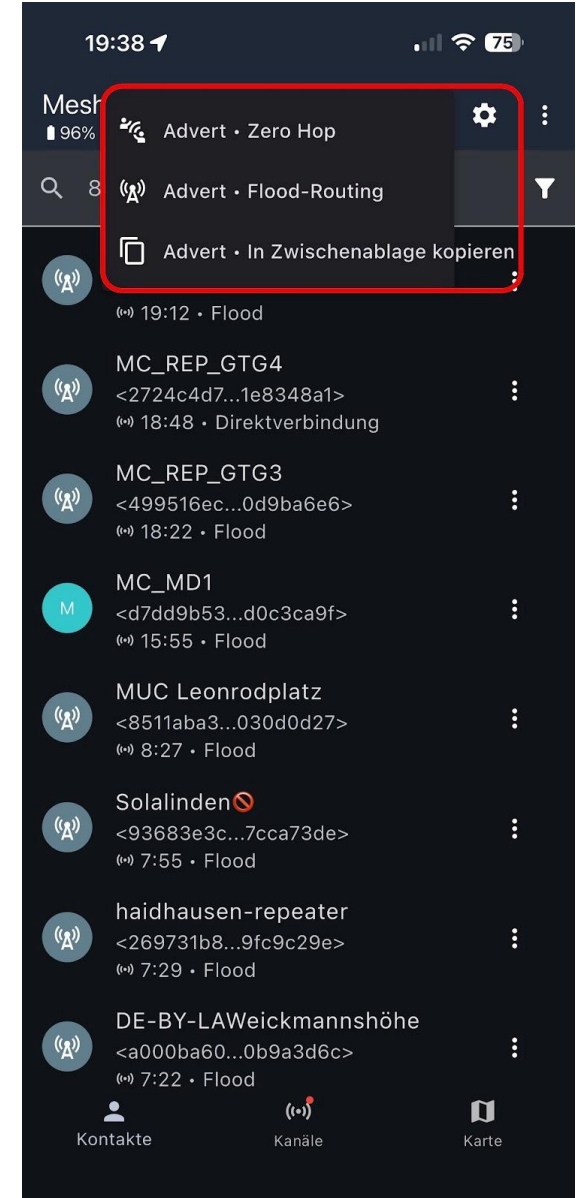 19:38
75
Mesh
96%
Advert • Zero Hop
8
Advert • Flood-Routing
Advert • In Zwischenablage kopieren
19:12 • Flood
MC_REP_GTG4
<2724c4d7...1e8348a1>
18:48 • Direktverbindung
MC_REP_GTG3
<499516ec...0d9ba6e6>
18:22 • Flood
MC_MD1
M
<d7dd9b53...d0c3ca9f>
15:55 • Flood
MUC Leonrodplatz
<8511aba3...030d0d27>
8:27 • Flood
Solalinden🚫
<93683e3c...7cca73de>
7:55 • Flood
haidhausen-repeater
<269731b8...9fc9c29e>
7:29 • Flood
DE-BY-LAWeickmannshöhe
<a000ba60...0b9a3d6c>
7:22 • Flood
Kontakte
Kanäle
Karte